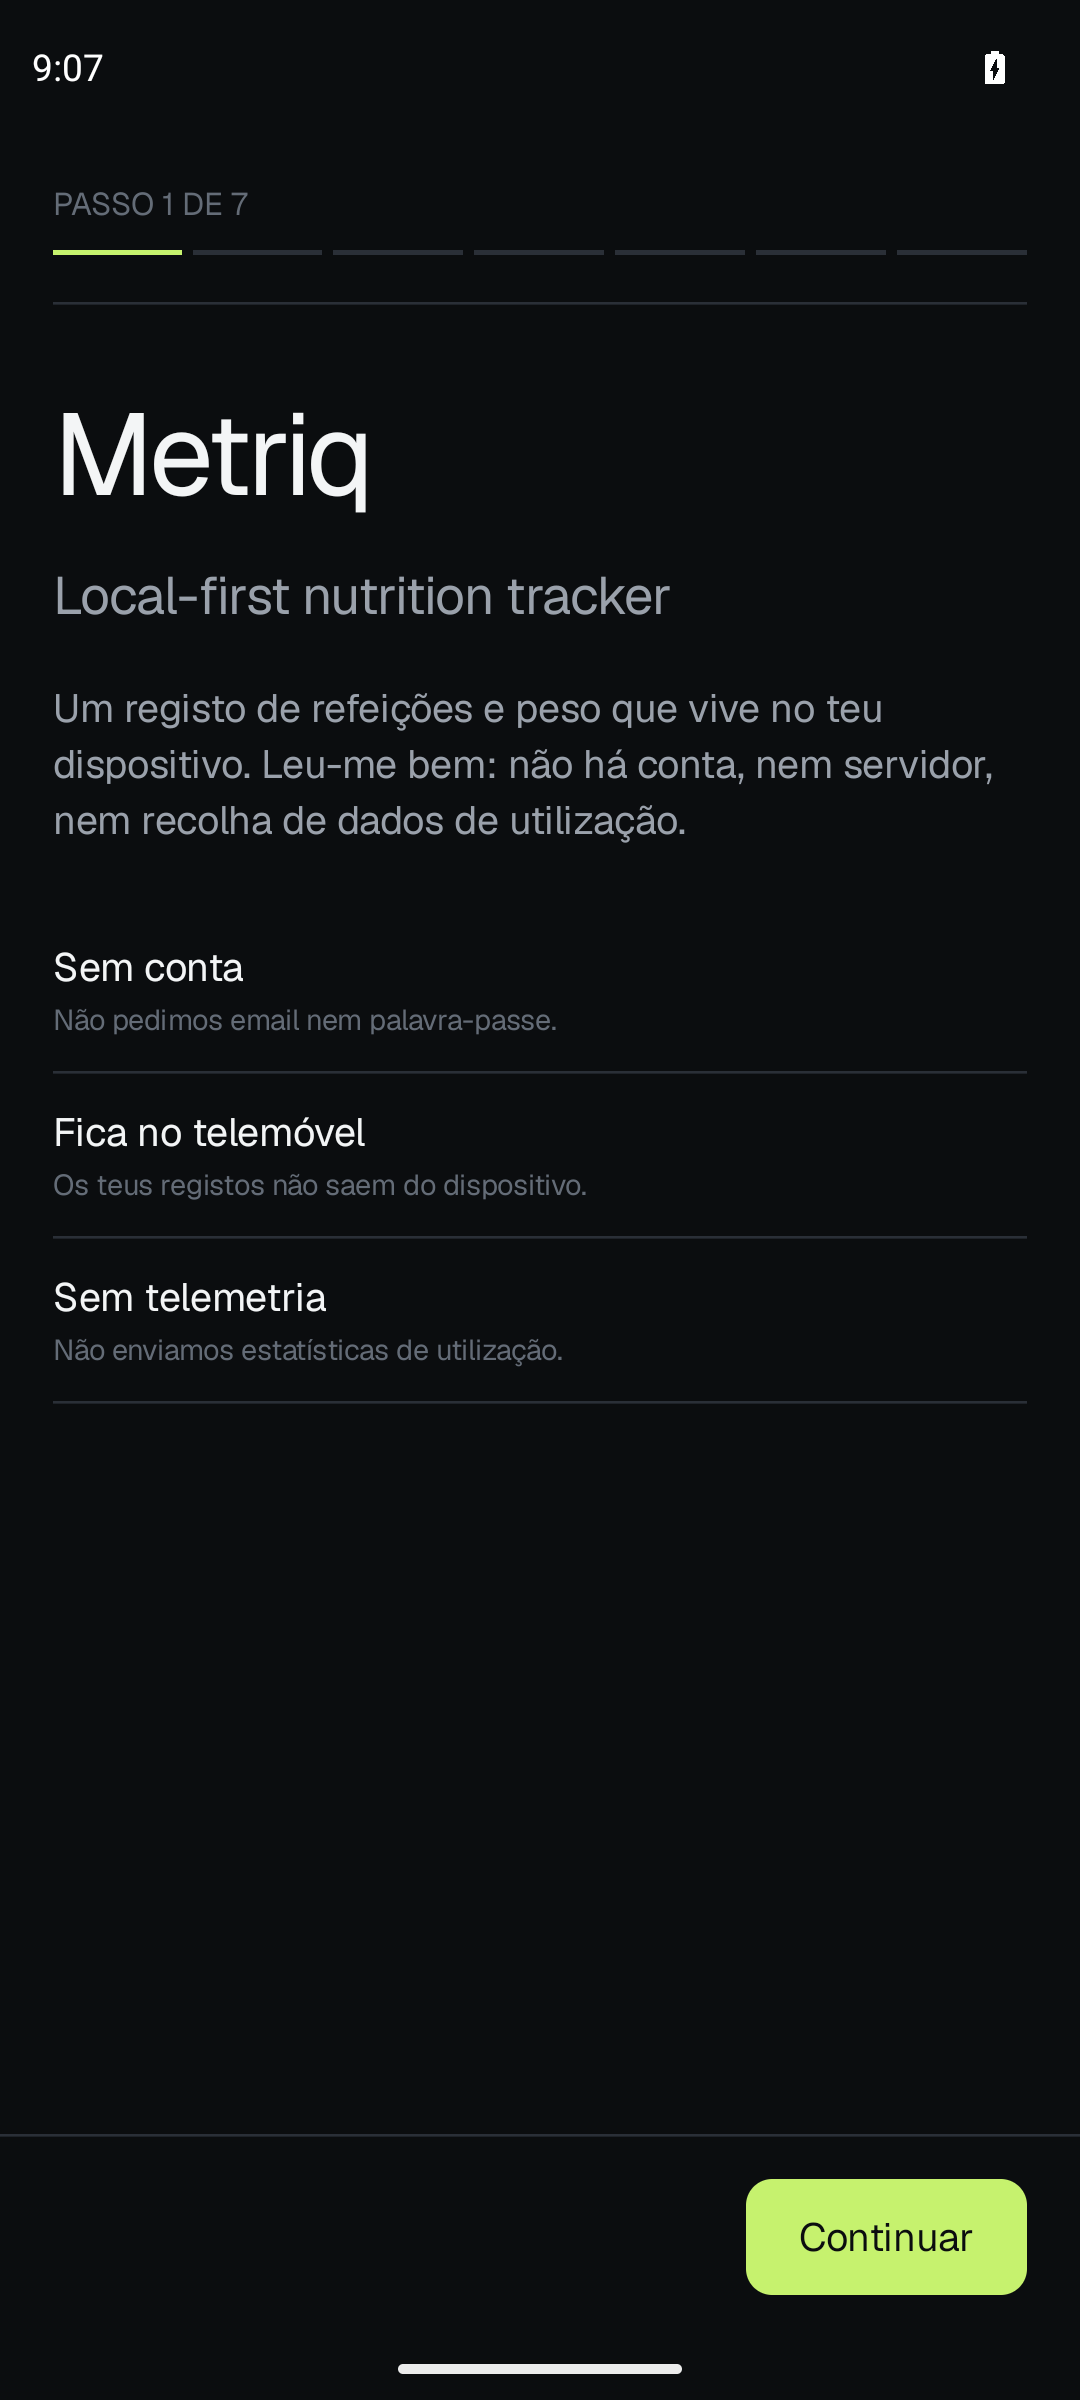 9:07
PASSO 1 DE 7
Metriq
Local-first nutrition tracker
Um registo de refeições e peso que vive no teu
dispositivo. Leu-me bem: não há conta, nem servidor,
nem recolha de dados de utilização.
Sem conta
Não pedimos email nem palavra-passe.
Fica no telemóvel
Os teus registos não saem do dispositivo.
Sem telemetria
Não enviamos estatísticas de utilização.
Continuar